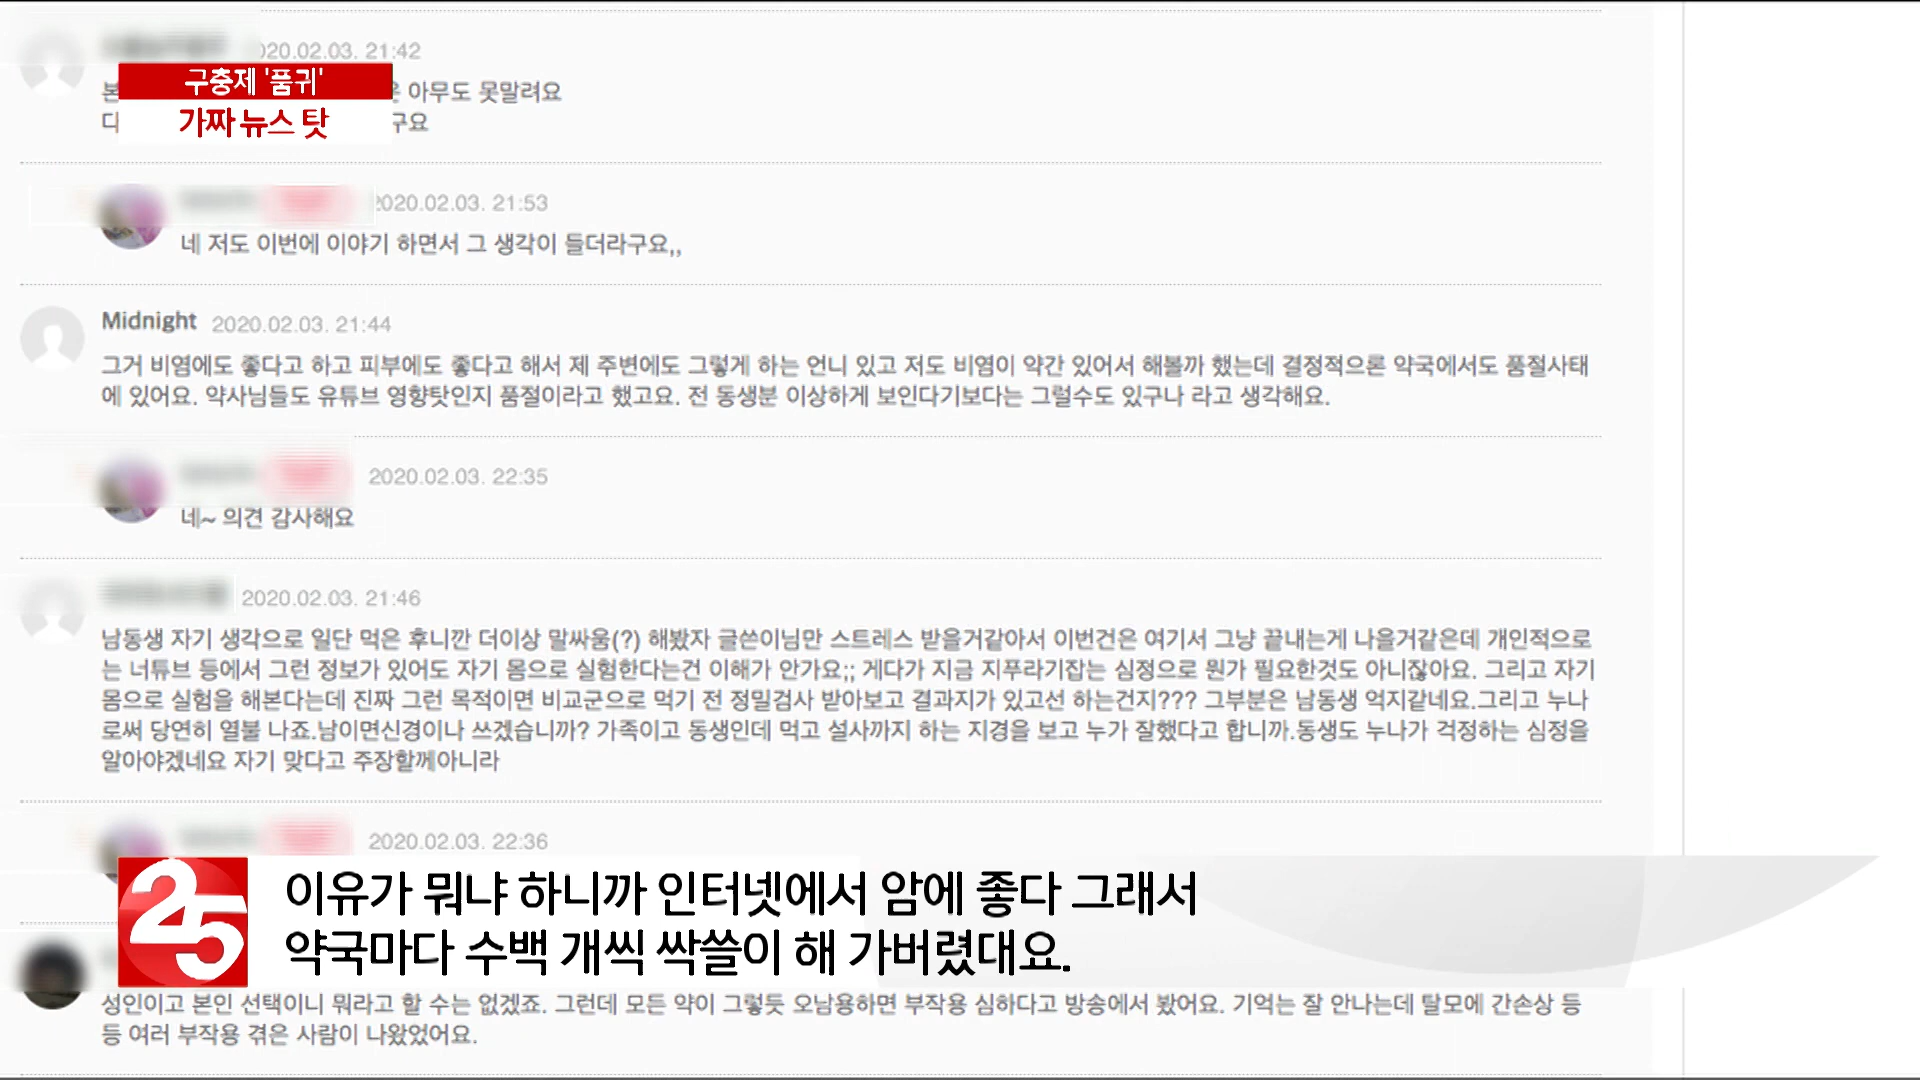 2020.02.03. 21:42
구충제 '품귀'
본 아무도 못말려요
가짜 뉴스 탓
다 구요
2020.02.03. 21:53
네 저도 이번에 이야기 하면서 그 생각이 들더라구요,,
Midnight 2020.02.03. 21:44
그거 비염에도 좋다고 하고 피부에도 좋다고 해서 제 주변에도 그렇게 하는 언니 있고 저도 비염이 약간 있어서 해볼까 했는데 결정적으론 약국에서도 품절사태
에 있어요. 약사님들도 유튜브 영향탓인지 품절이라고 했고요. 전 동생분 이상하게 보인다기보다는 그럴수도 있구나 라고 생각해요.
2020.02.03. 22:35
네~ 의견 감사해요
2020.02.03. 21:46
남동생 자기 생각으로 일단 먹은 후니깐 더이상 말싸움(?) 해봤자 글쓴이님만 스트레스 받을거같아서 이번건은 여기서 그냥 끝내는게 나을거같은데 개인적으로
는 너튜브 등에서 그런 정보가 있어도 자기 몸으로 실험한다는건 이해가 안가요;; 게다가 지금 지푸라기잡는 심정으로 뭔가 필요한것도 아니잖아요. 그리고 자기
몸으로 실험을 해본다는데 진짜 그런 목적이면 비교군으로 먹기 전 정밀검사 받아보고 결과지가 있고선 하는건지??? 그부분은 남동생 억지같네요.그리고 누나
로써 당연히 열불 나죠.남이면신경이나 쓰겠습니까? 가족이고 동생인데 먹고 설사까지 하는 지경을 보고 누가 잘했다고 합니까.동생도 누나가 걱정하는 심정을
알아야겠네요 자기 맞다고 주장할께아니라
2020.02.03. 22:36
25
이유가 뭐냐 하니까 인터넷에서 암에 좋다 그래서
약국마다 수백 개씩 싹쓸이 해 가버렸대요.
성인이고 본인 선택이니 뭐라고 할 수는 없겠죠. 그런데 모든 약이 그렇듯 오남용하면 부작용 심하다고 방송에서 봤어요. 기억는 잘 안나는데 탈모에 간손상 등
등 여러 부작용 겪은 사람이 나왔었어요.